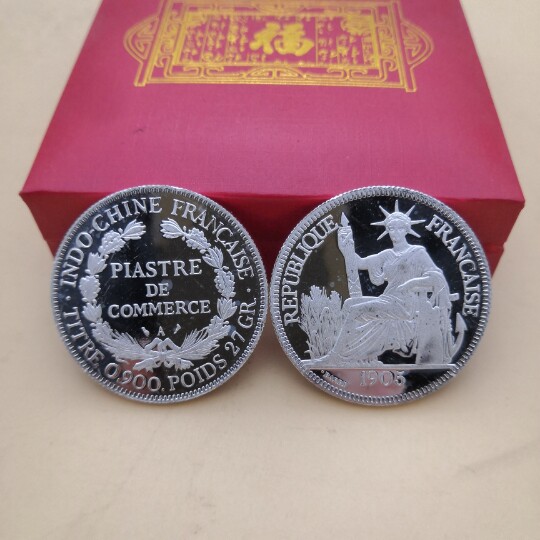 福
INDO-CHINE FRANÇAISE
PIASTRE
DE
COMMERCE
A
TITRE 0,900. POIDS 27 GR.
REPUBLIQUE FRANÇAISE
1905